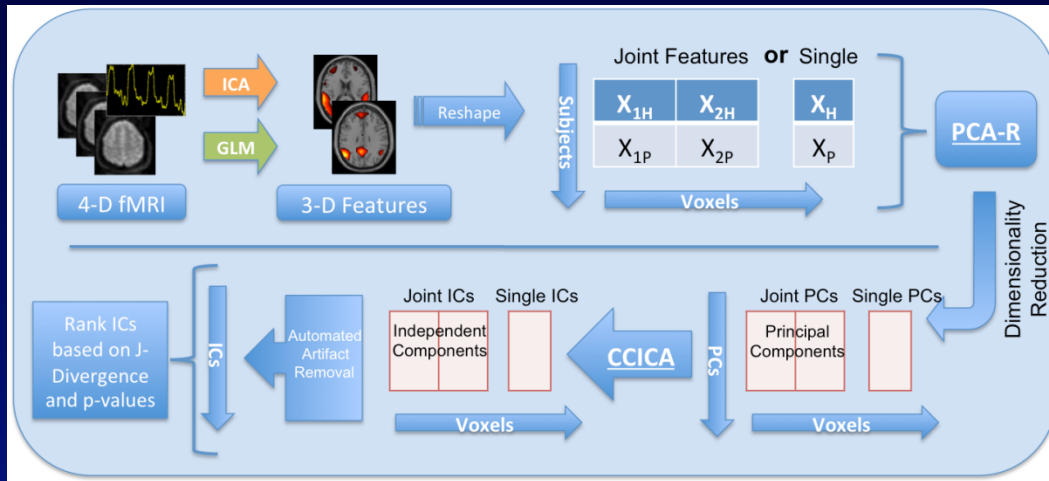 ICA
GLM
4-D fMRI
3-D Features
Reshape
Joint Features or Single
Subjects
X1H X2H XH
X1P X2P XP
Voxels
PCA-R
Dimensionality
Reduction
Joint PCs Single PCs
Principal
Components
PCs
Voxels
CCICA
Joint ICs Single ICs
Independent
Components
Voxels
Automated
Artifact
Removal
ICs
Rank ICs
based on J-
Divergence
and p-values